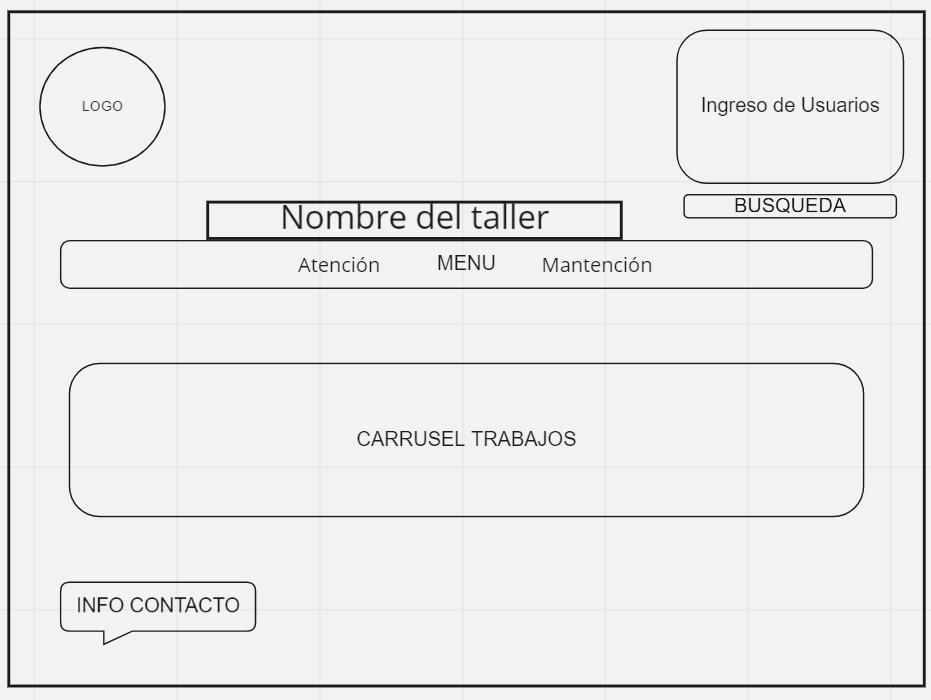 LOGO
Ingreso de Usuarios
BUSQUEDA
Nombre del taller
Atención MENU Mantención
CARRUSEL TRABAJOS
INFO CONTACTO